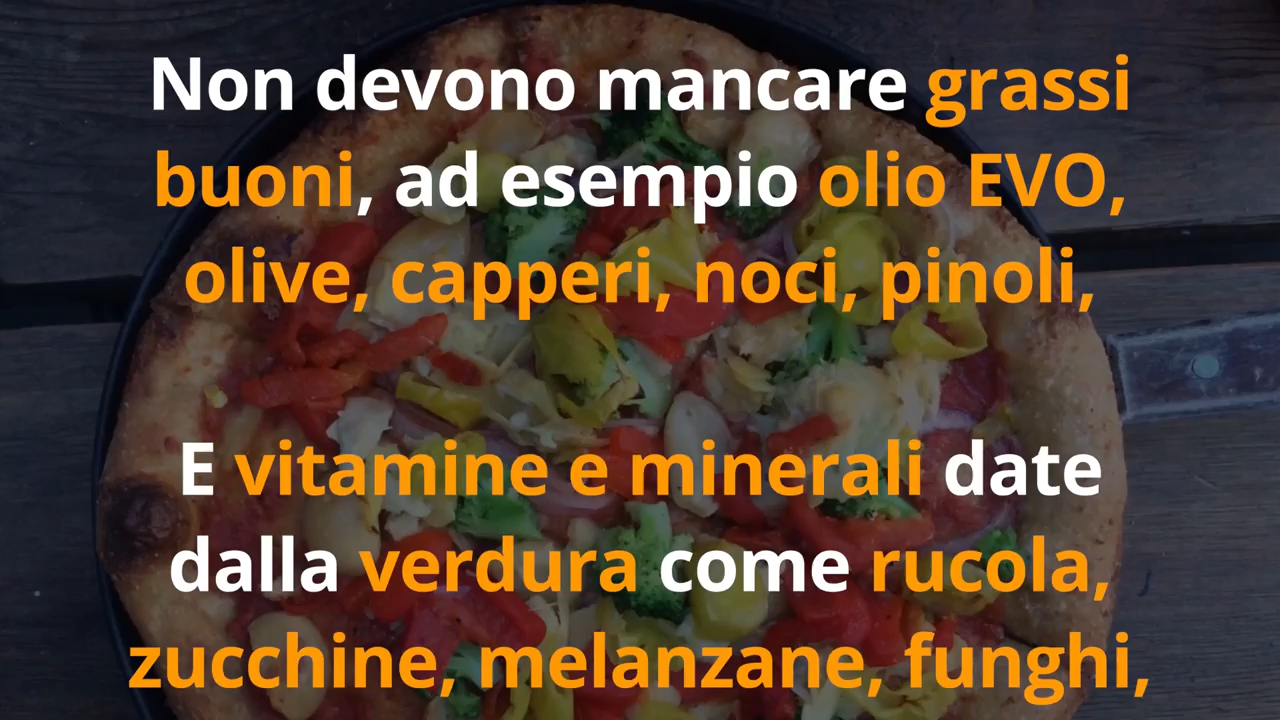 Non devono mancare grassi
buoni, ad esempio olio EVO,
olive, capperi, noci, pinoli,
E vitamine e minerali date
dalla verdura come rucola,
zucchine, melanzane, funghi,